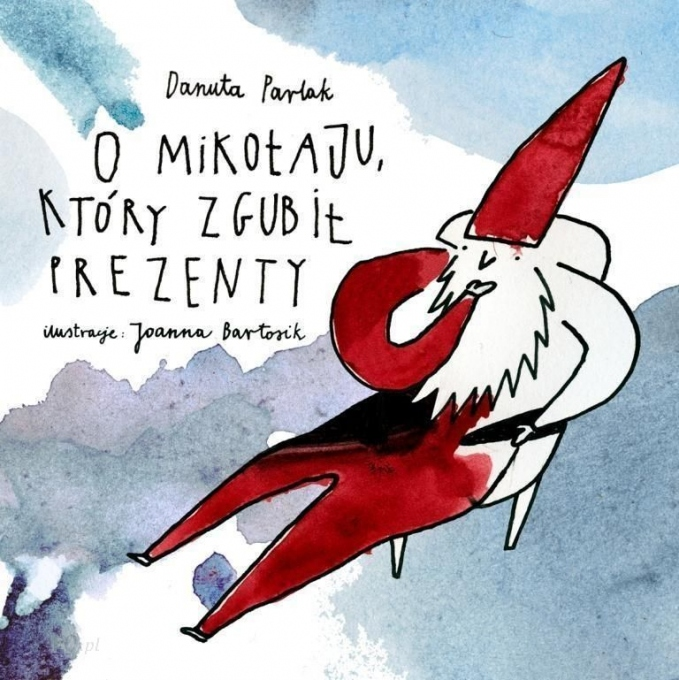 Danuta Parlak
O MiKOŁAJU,
KTÓRY ZGUBiŁ
PREZENTY
ilustracje: Joanna Bartosik